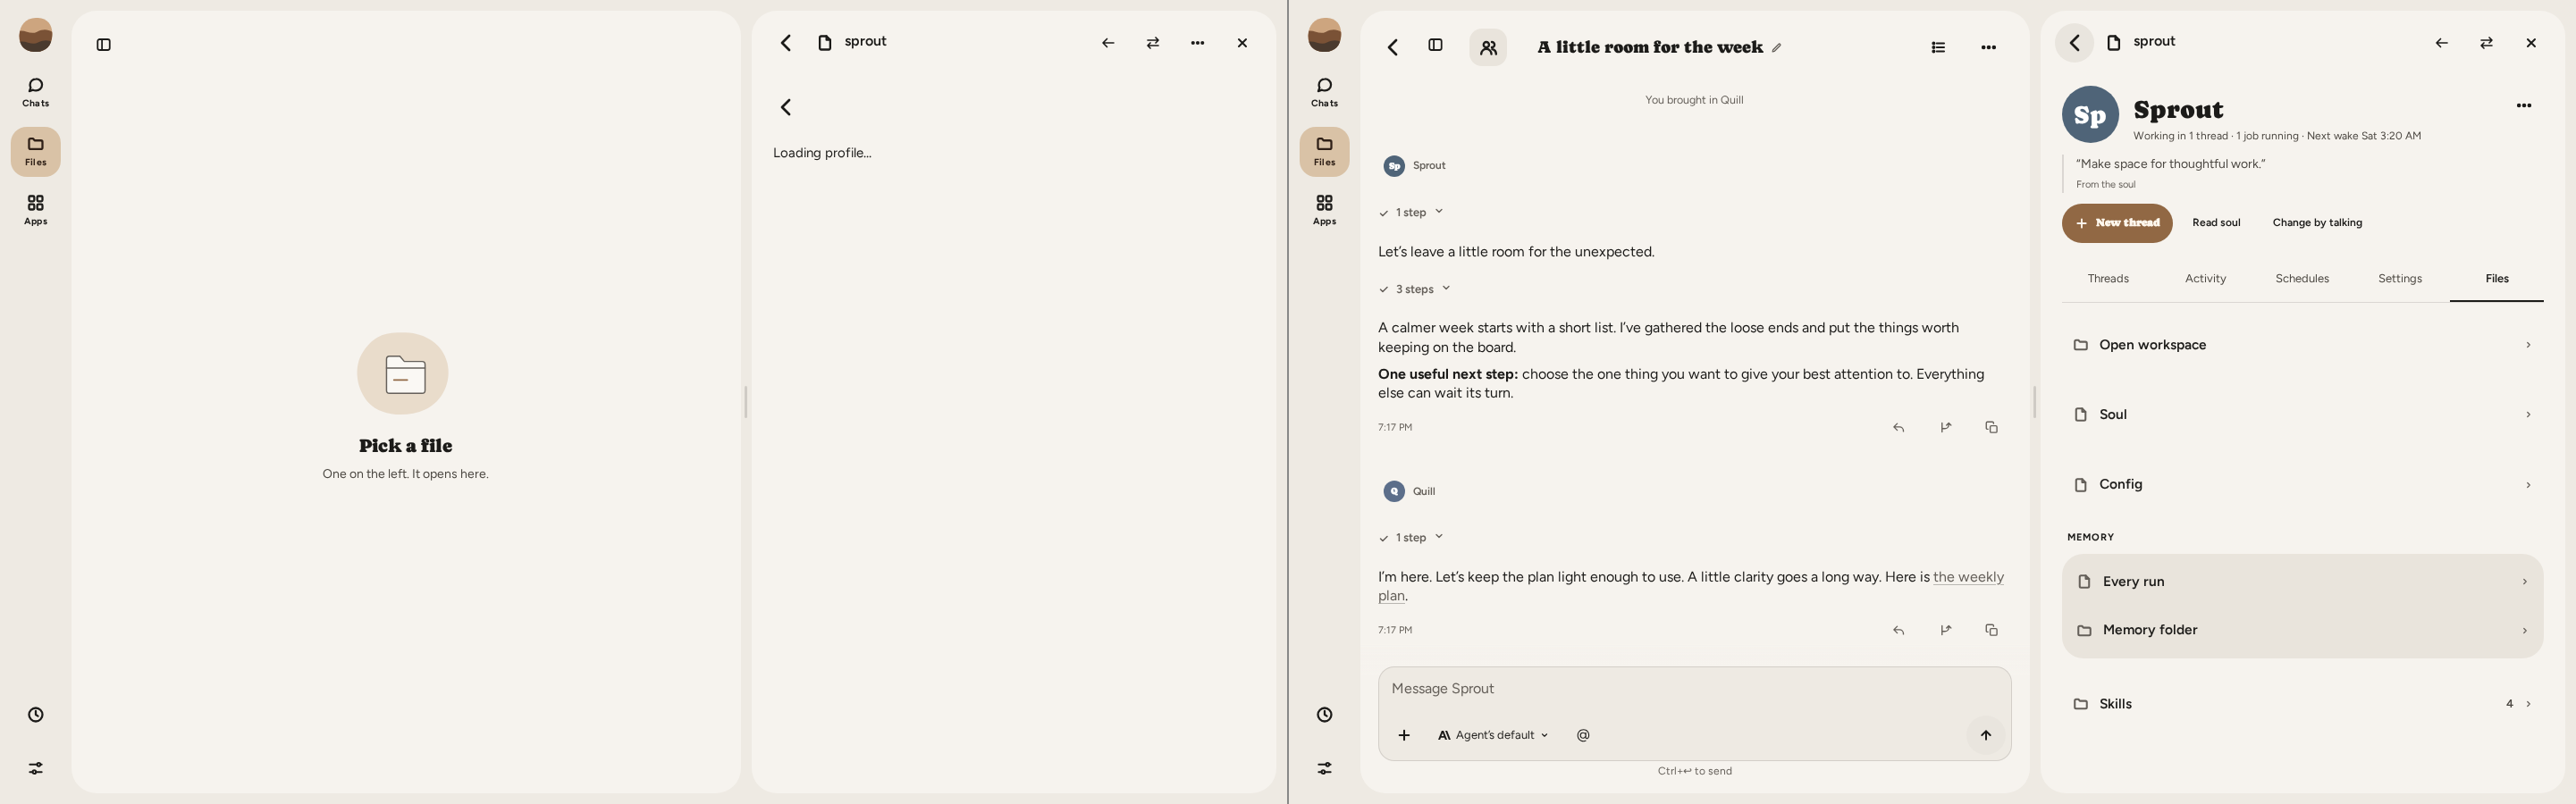 Chats
Files
Apps
Pick a file
One on the left. It opens here.
sprout
Loading profile...
Chats
Files
Apps
A little room for the week
You brought in Quill
Sp Sprout
1 step
Let's leave a little room for the unexpected.
3 steps
A calmer week starts with a short list. I've gathered the loose ends and put the things worth
keeping on the board.
One useful next step: choose the one thing you want to give your best attention to. Everything
else can wait its turn.
7:17 PM
Q Quill
1 step
I'm here. Let's keep the plan light enough to use. A little clarity goes a long way. Here is the weekly
plan.
7:17 PM
Message Sprout
Agent's default
@
Ctrl+↩ to send
sprout
Sp
Sprout
Working in 1 thread · 1 job running · Next wake Sat 3:20 AM
“Make space for thoughtful work.”
From the soul
+ New thread
Read soul
Change by talking
Threads
Activity
Schedules
Settings
Files
Open workspace
Soul
Config
MEMORY
Every run
Memory folder
Skills 4